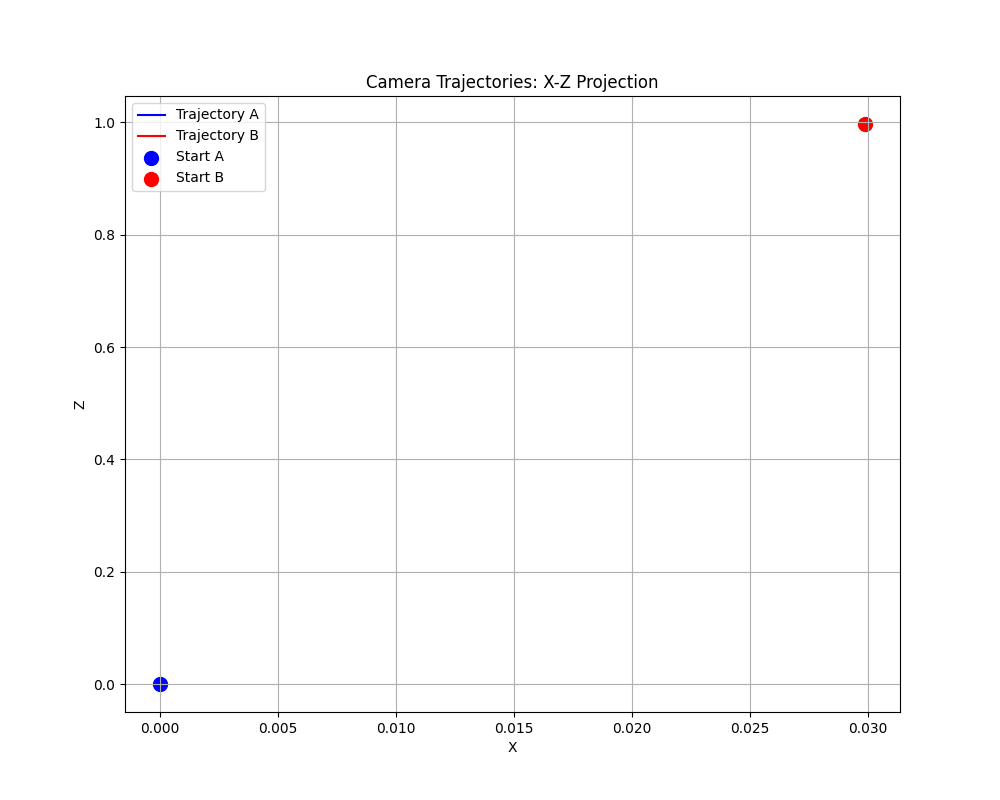 Camera Trajectories: X-Z Projection
Trajectory A
Trajectory B
Start A
Start B
1.0
0.8
0.6
0.4
0.2
0.0
Z
0.000 0.005 0.010 0.015 0.020 0.025 0.030
X